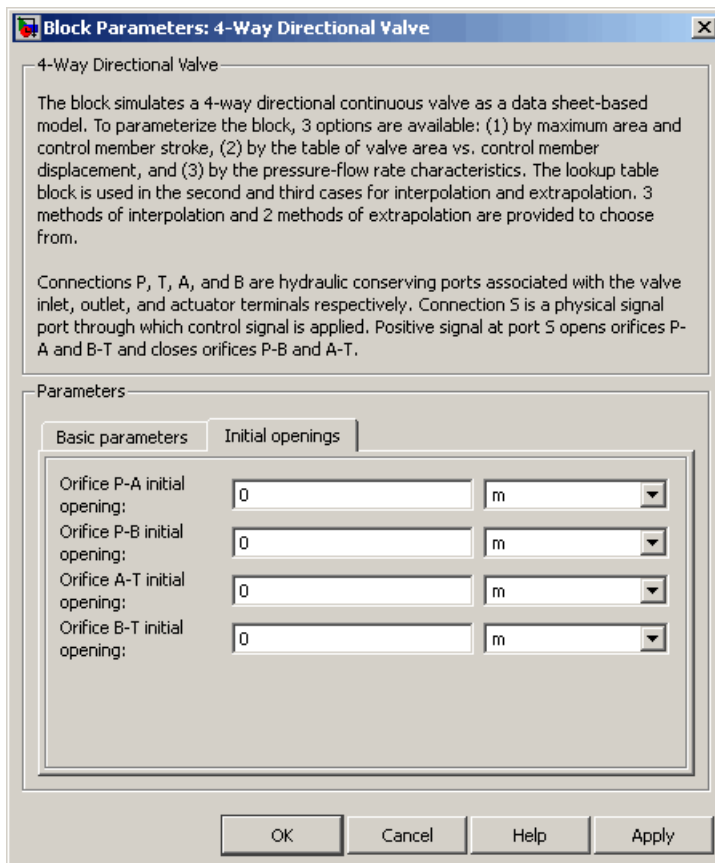 Block Parameters: 4-Way Directional Valve
4-Way Directional Valve
The block simulates a 4-way directional continuous valve as a data sheet-based
model. To parameterize the block, 3 options are available: (1) by maximum area and
control member stroke, (2) by the table of valve area vs. control member
displacement, and (3) by the pressure-flow rate characteristics. The lookup table
block is used in the second and third cases for interpolation and extrapolation. 3
methods of interpolation and 2 methods of extrapolation are provided to choose
from.
Connections P, T, A, and B are hydraulic conserving ports associated with the valve
inlet, outlet, and actuator terminals respectively. Connection S is a physical signal
port through which control signal is applied. Positive signal at port S opens orifices P-
A and B-T and closes orifices P-B and A-T.
Parameters
Basic parameters Initial openings
Orifice P-A initial
opening:
0 m
Orifice P-B initial
opening:
0 m
Orifice A-T initial
opening:
0 m
Orifice B-T initial
opening:
0 m
OK Cancel Help Apply